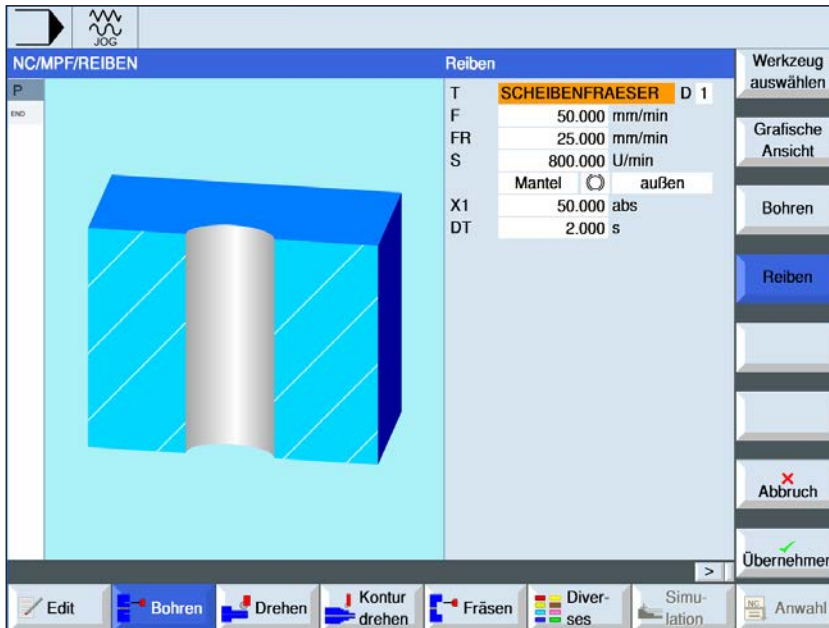 JOG
NC/MPF/REIBEN
Reiben
P
END
T SCHEIBENFRAESER D 1
F 50.000 mm/min
FR 25.000 mm/min
S 800.000 U/min
Mantel außen
X1 50.000 abs
DT 2.000 s
Werkzeug
auswählen
Grafische
Ansicht
Bohren
Reiben
Abbruch
Übernehmen
>
Edit
Bohren
Drehen
Kontur
drehen
Fräsen
Diver-
ses
Simu-
lation
NC
Anwahl